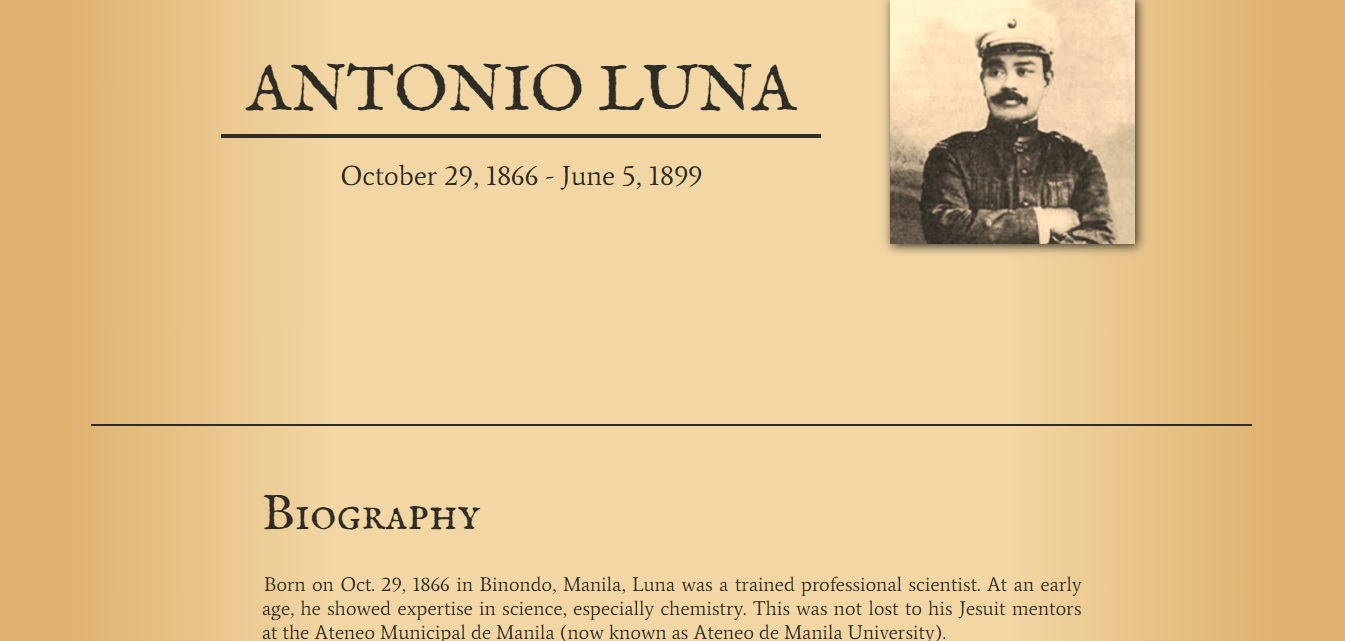 ANTONIO LUNA
October 29, 1866 - June 5, 1899
Biography
Born on Oct. 29, 1866 in Binondo, Manila, Luna was a trained professional scientist. At an early
age, he showed expertise in science, especially chemistry. This was not lost to his Jesuit mentors
at the Ateneo Municipal de Manila (now known as Ateneo de Manila University).